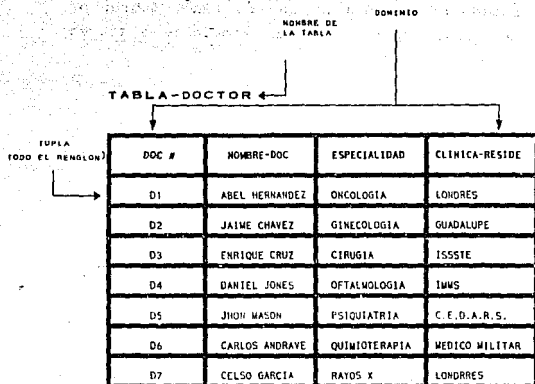 DOMINIO
NOMBRE DE
LA TABLA
TABLA-DOCTOR
TUPLA
TODO EL RENGLON)
DOC # NOMBRE-DOC ESPECIALIDAD CLINICA-RESIDE
D1 ABEL HERNANDEZ ONCOLOGIA LONDRES
D2 JAIME CHAVEZ GINECOLOGIA GUADALUPE
D3 ENRIQUE CRUZ CIRUGIA ISSSTE
D4 DANIEL JONES OFTALMOLOGIA IMMS
D5 JHON MASON PSIQUIATRIA C.E.D.A.R.S.
D6 CARLOS ANDRAVE QUIMIOTERAPIA MEDICO MILITAR
D7 CELSO GARCIA RAYOS X LONDRRES